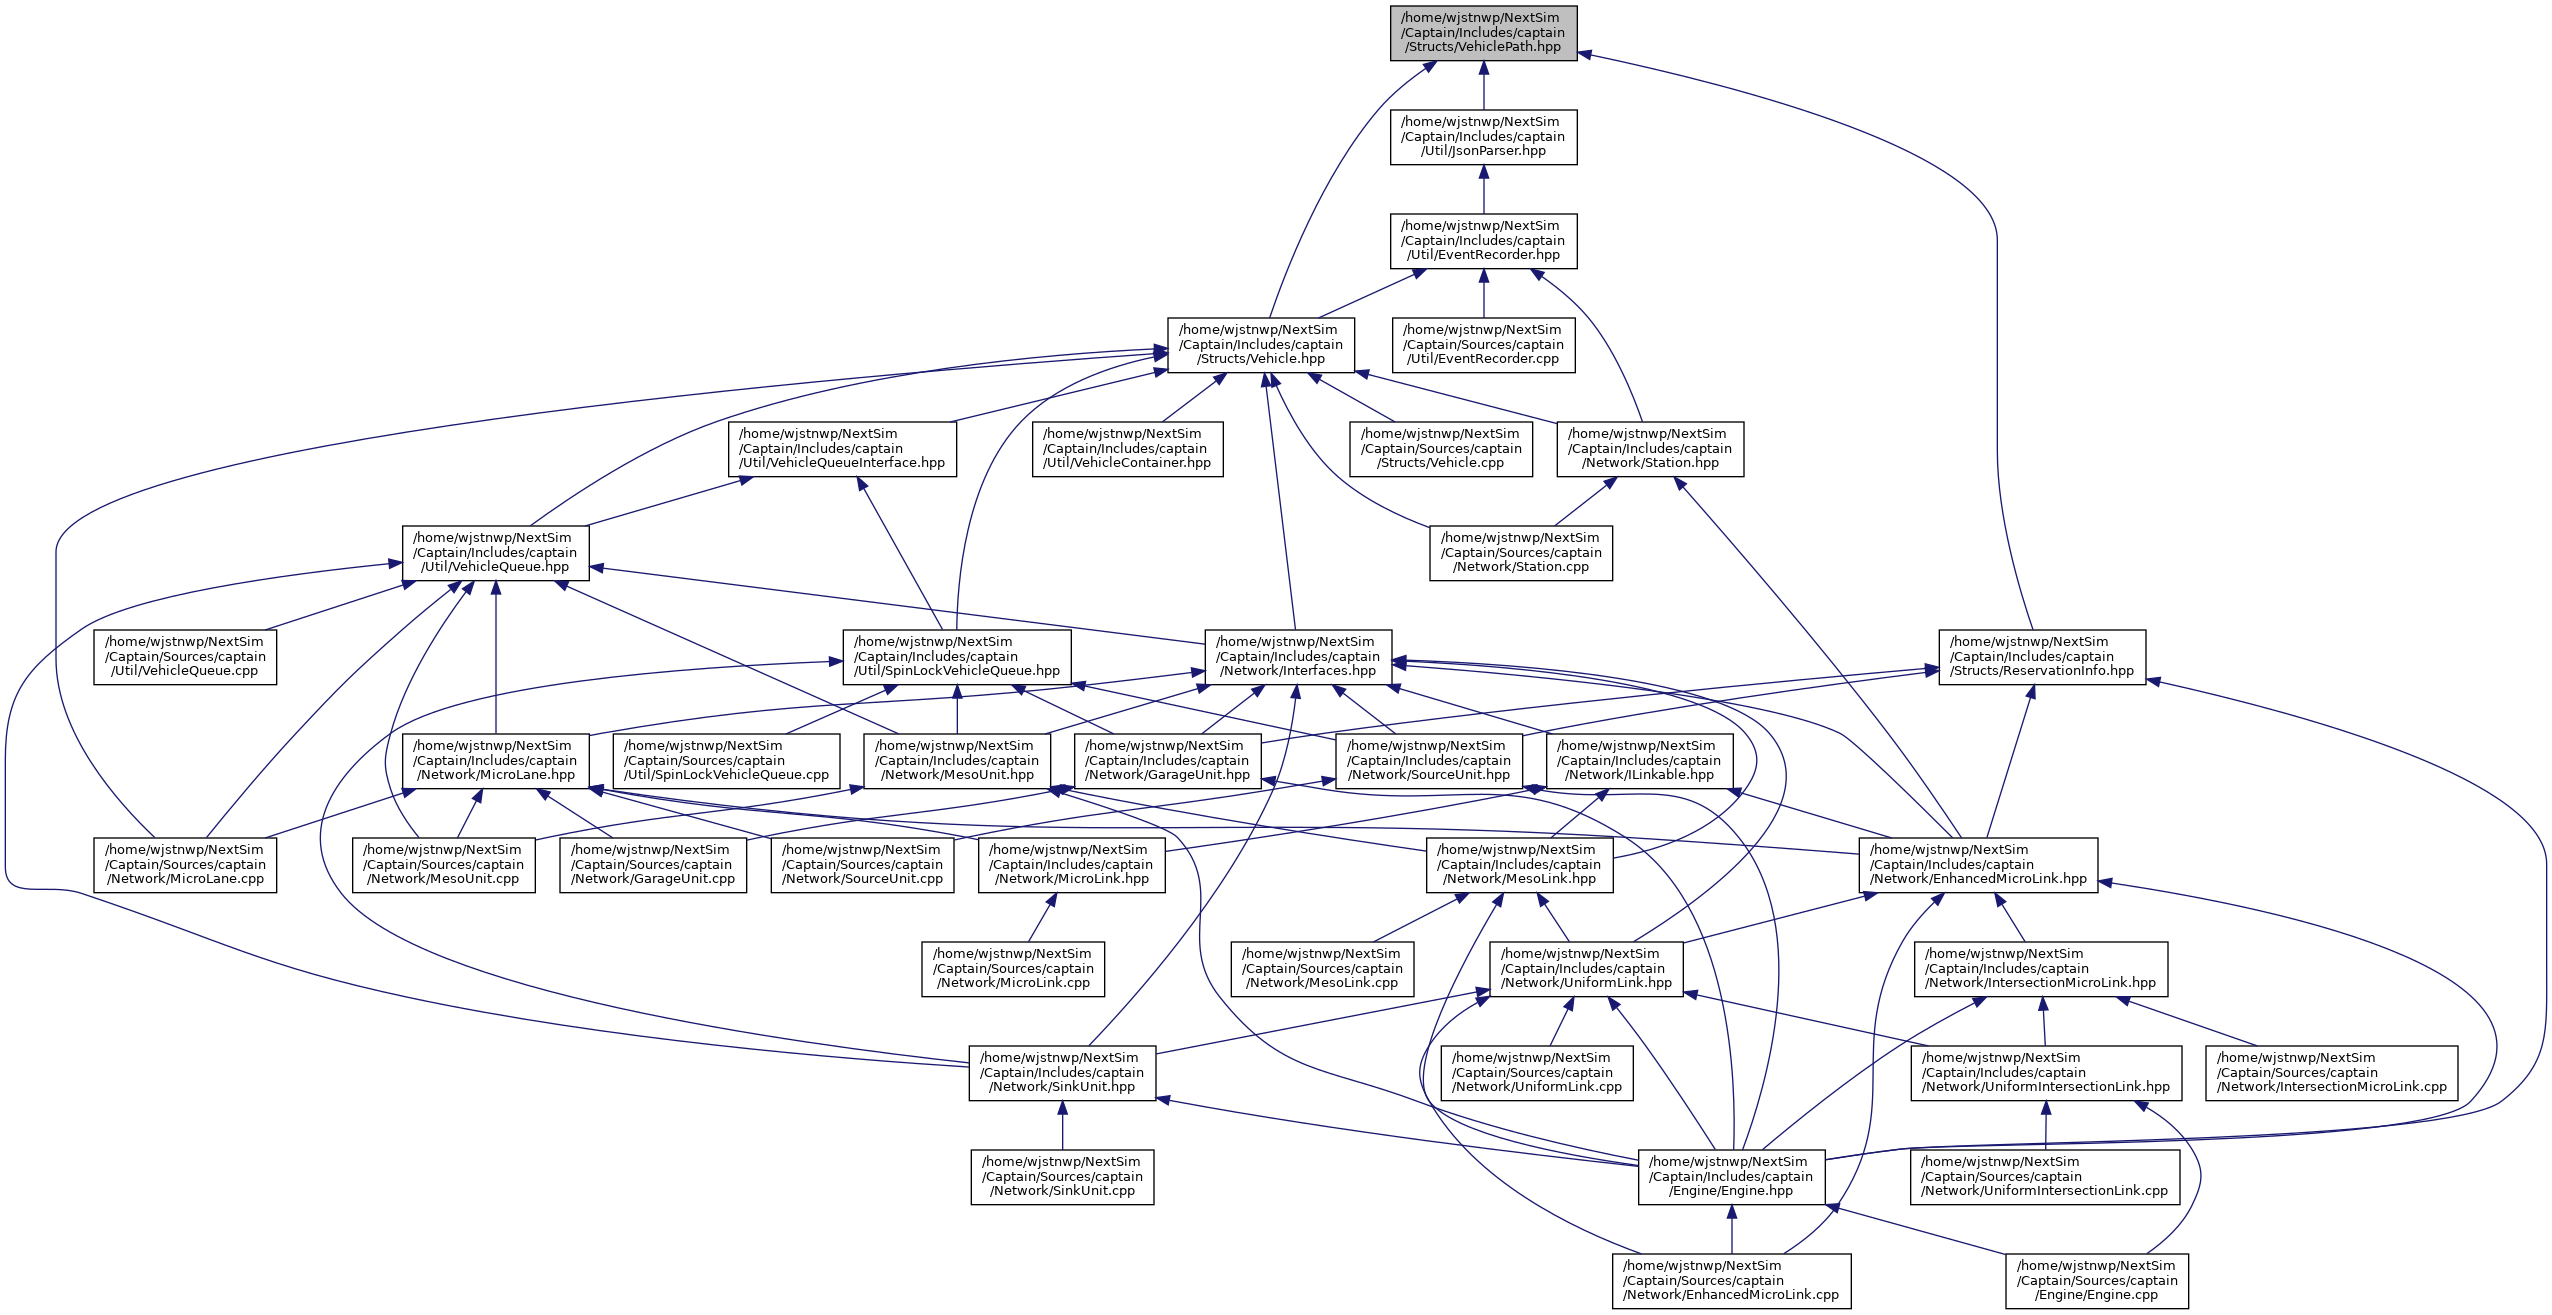 /home/wjstnwp/NextSim
/Captain/Includes/captain
/Structs/VehiclePath.hpp
/home/wjstnwp/NextSim
/Captain/Includes/captain
/Util/JsonParser.hpp
/home/wjstnwp/NextSim
/Captain/Includes/captain
/Util/EventRecorder.hpp
/home/wjstnwp/NextSim
/Captain/Includes/captain
/Structs/Vehicle.hpp
/home/wjstnwp/NextSim
/Captain/Sources/captain
/Util/EventRecorder.cpp
/home/wjstnwp/NextSim
/Captain/Includes/captain
/Util/VehicleQueueInterface.hpp
/home/wjstnwp/NextSim
/Captain/Includes/captain
/Util/VehicleContainer.hpp
/home/wjstnwp/NextSim
/Captain/Sources/captain
/Structs/Vehicle.cpp
/home/wjstnwp/NextSim
/Captain/Includes/captain
/Network/Station.hpp
/home/wjstnwp/NextSim
/Captain/Includes/captain
/Util/VehicleQueue.hpp
/home/wjstnwp/NextSim
/Captain/Sources/captain
/Network/Station.cpp
/home/wjstnwp/NextSim
/Captain/Sources/captain
/Util/VehicleQueue.cpp
/home/wjstnwp/NextSim
/Captain/Includes/captain
/Util/SpinLockVehicleQueue.hpp
/home/wjstnwp/NextSim
/Captain/Includes/captain
/Network/Interfaces.hpp
/home/wjstnwp/NextSim
/Captain/Includes/captain
/Structs/ReservationInfo.hpp
/home/wjstnwp/NextSim
/Captain/Includes/captain
/Network/MicroLane.hpp
/home/wjstnwp/NextSim
/Captain/Sources/captain
/Util/SpinLockVehicleQueue.cpp
/home/wjstnwp/NextSim
/Captain/Includes/captain
/Network/MesoUnit.hpp
/home/wjstnwp/NextSim
/Captain/Includes/captain
/Network/GarageUnit.hpp
/home/wjstnwp/NextSim
/Captain/Includes/captain
/Network/SourceUnit.hpp
/home/wjstnwp/NextSim
/Captain/Includes/captain
/Network/ILinkable.hpp
/home/wjstnwp/NextSim
/Captain/Sources/captain
/Network/MicroLane.cpp
/home/wjstnwp/NextSim
/Captain/Sources/captain
/Network/MesoUnit.cpp
/home/wjstnwp/NextSim
/Captain/Sources/captain
/Network/GarageUnit.cpp
/home/wjstnwp/NextSim
/Captain/Sources/captain
/Network/SourceUnit.cpp
/home/wjstnwp/NextSim
/Captain/Includes/captain
/Network/MicroLink.hpp
/home/wjstnwp/NextSim
/Captain/Includes/captain
/Network/MesoLink.hpp
/home/wjstnwp/NextSim
/Captain/Includes/captain
/Network/EnhancedMicroLink.hpp
/home/wjstnwp/NextSim
/Captain/Sources/captain
/Network/MicroLink.cpp
/home/wjstnwp/NextSim
/Captain/Sources/captain
/Network/MesoLink.cpp
/home/wjstnwp/NextSim
/Captain/Includes/captain
/Network/UniformLink.hpp
/home/wjstnwp/NextSim
/Captain/Includes/captain
/Network/IntersectionMicroLink.hpp
/home/wjstnwp/NextSim
/Captain/Includes/captain
/Network/SinkUnit.hpp
/home/wjstnwp/NextSim
/Captain/Sources/captain
/Network/UniformLink.cpp
/home/wjstnwp/NextSim
/Captain/Includes/captain
/Network/UniformIntersectionLink.hpp
/home/wjstnwp/NextSim
/Captain/Sources/captain
/Network/IntersectionMicroLink.cpp
/home/wjstnwp/NextSim
/Captain/Sources/captain
/Network/SinkUnit.cpp
/home/wjstnwp/NextSim
/Captain/Includes/captain
/Engine/Engine.hpp
/home/wjstnwp/NextSim
/Captain/Sources/captain
/Network/UniformIntersectionLink.cpp
/home/wjstnwp/NextSim
/Captain/Sources/captain
/Network/EnhancedMicroLink.cpp
/home/wjstnwp/NextSim
/Captain/Sources/captain
/Engine/Engine.cpp